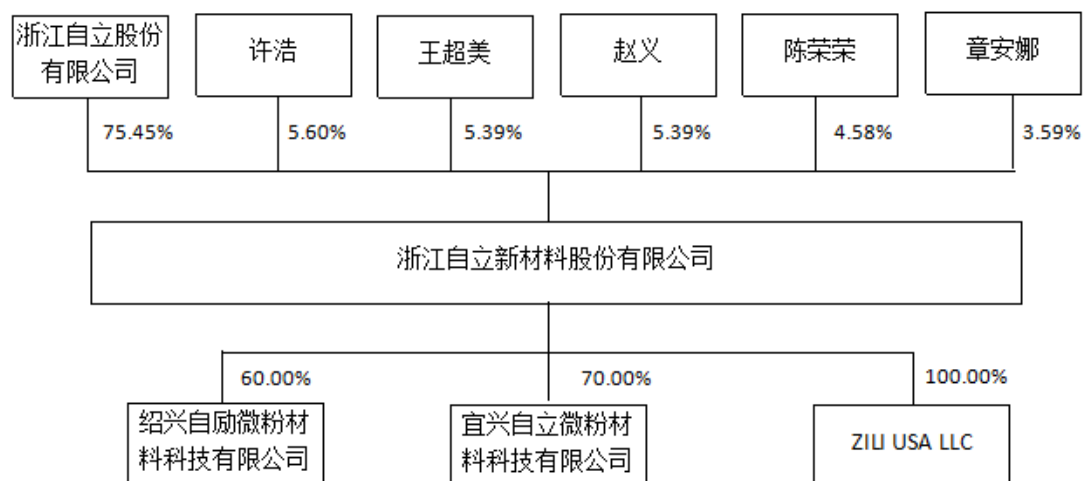 浙江自立股份
有限公司
许浩
王超美
赵义
陈荣荣
章安娜
75.45%
5.60%
5.39%
5.39%
4.58%
3.59%
浙江自立新材料股份有限公司
60.00%
70.00%
100.00%
绍兴自励微粉材
料科技有限公司
宜兴自立微粉材
料科技有限公司
ZILI USA LLC